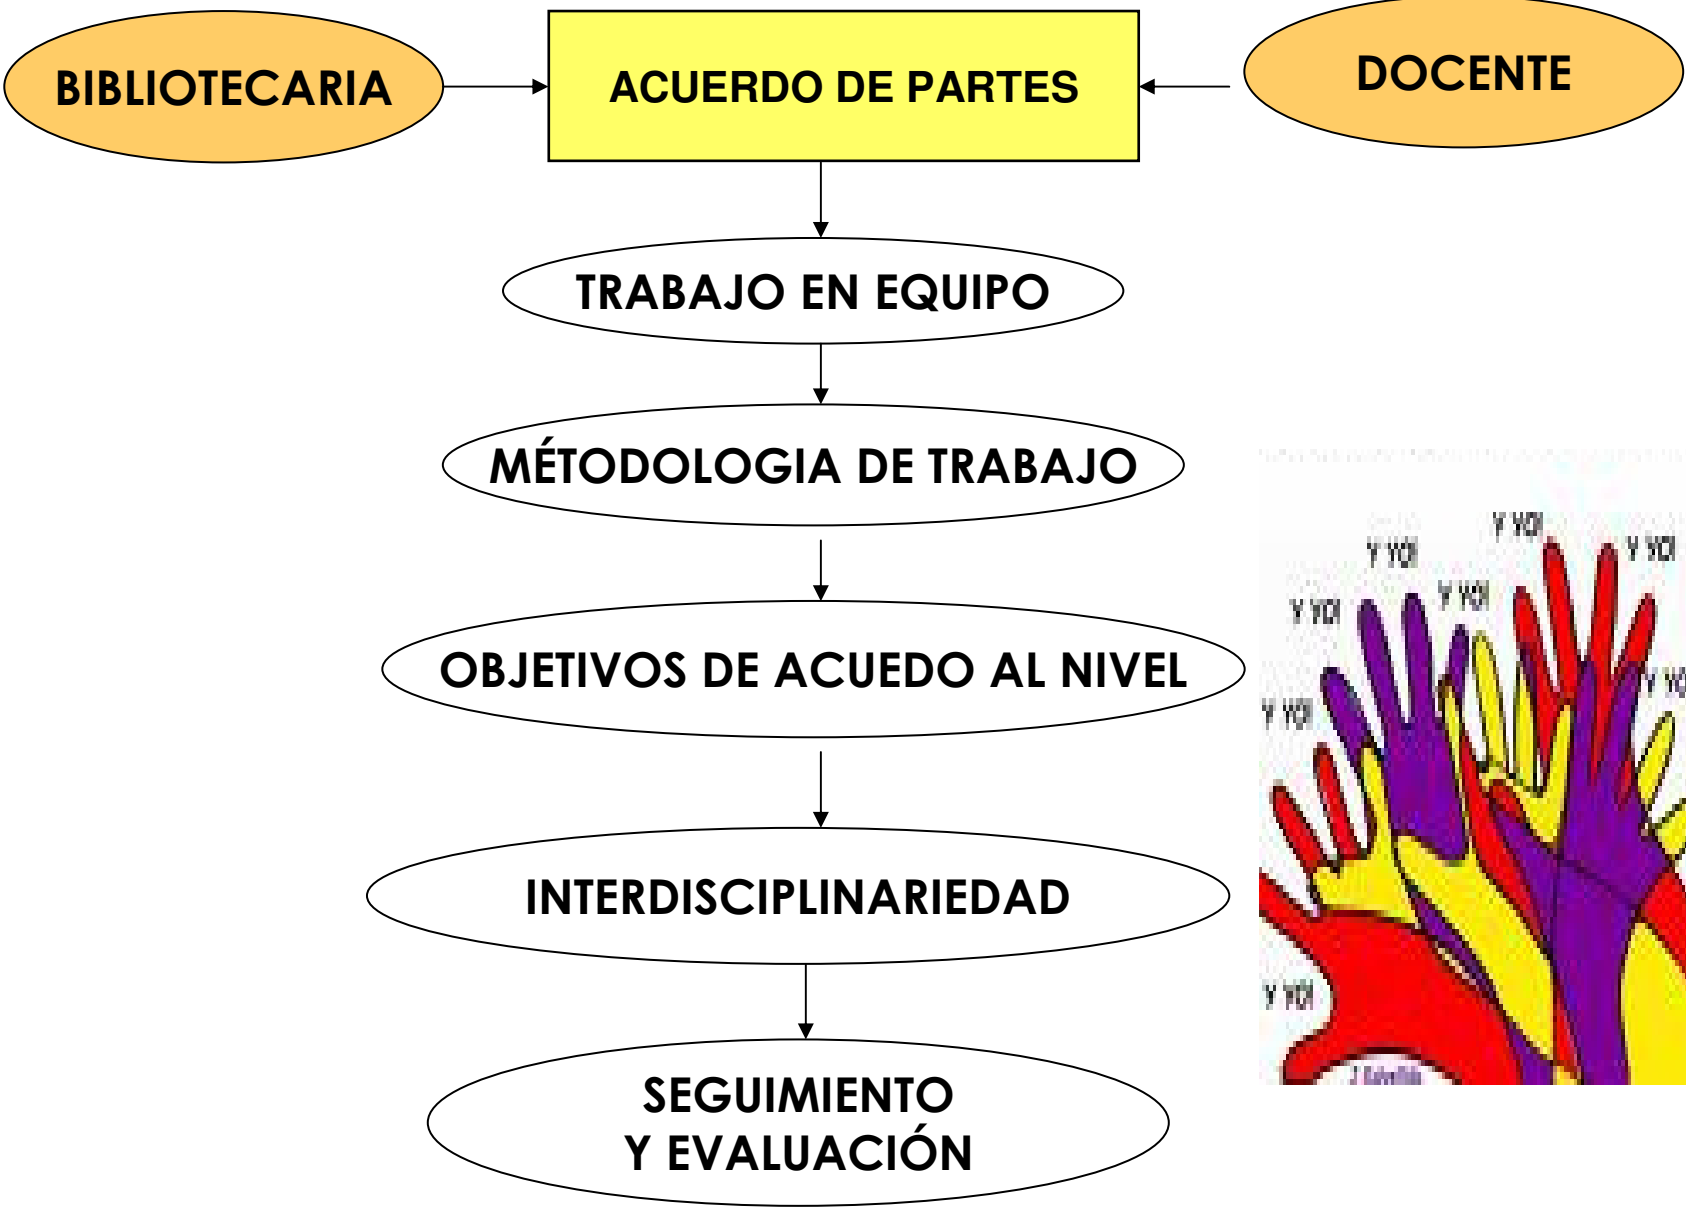 BIBLIOTECARIA
ACUERDO DE PARTES
DOCENTE
TRABAJO EN EQUIPO
MÉTODOLOGIA DE TRABAJO
OBJETIVOS DE ACUEDO AL NIVEL
INTERDISCIPLINARIEDAD
SEGUIMIENTO
Y EVALUACIÓN
Y YO!
Y YO!
Y YO!
Y YO!
Y YO!
Y YO!
Y YO
Y YO!